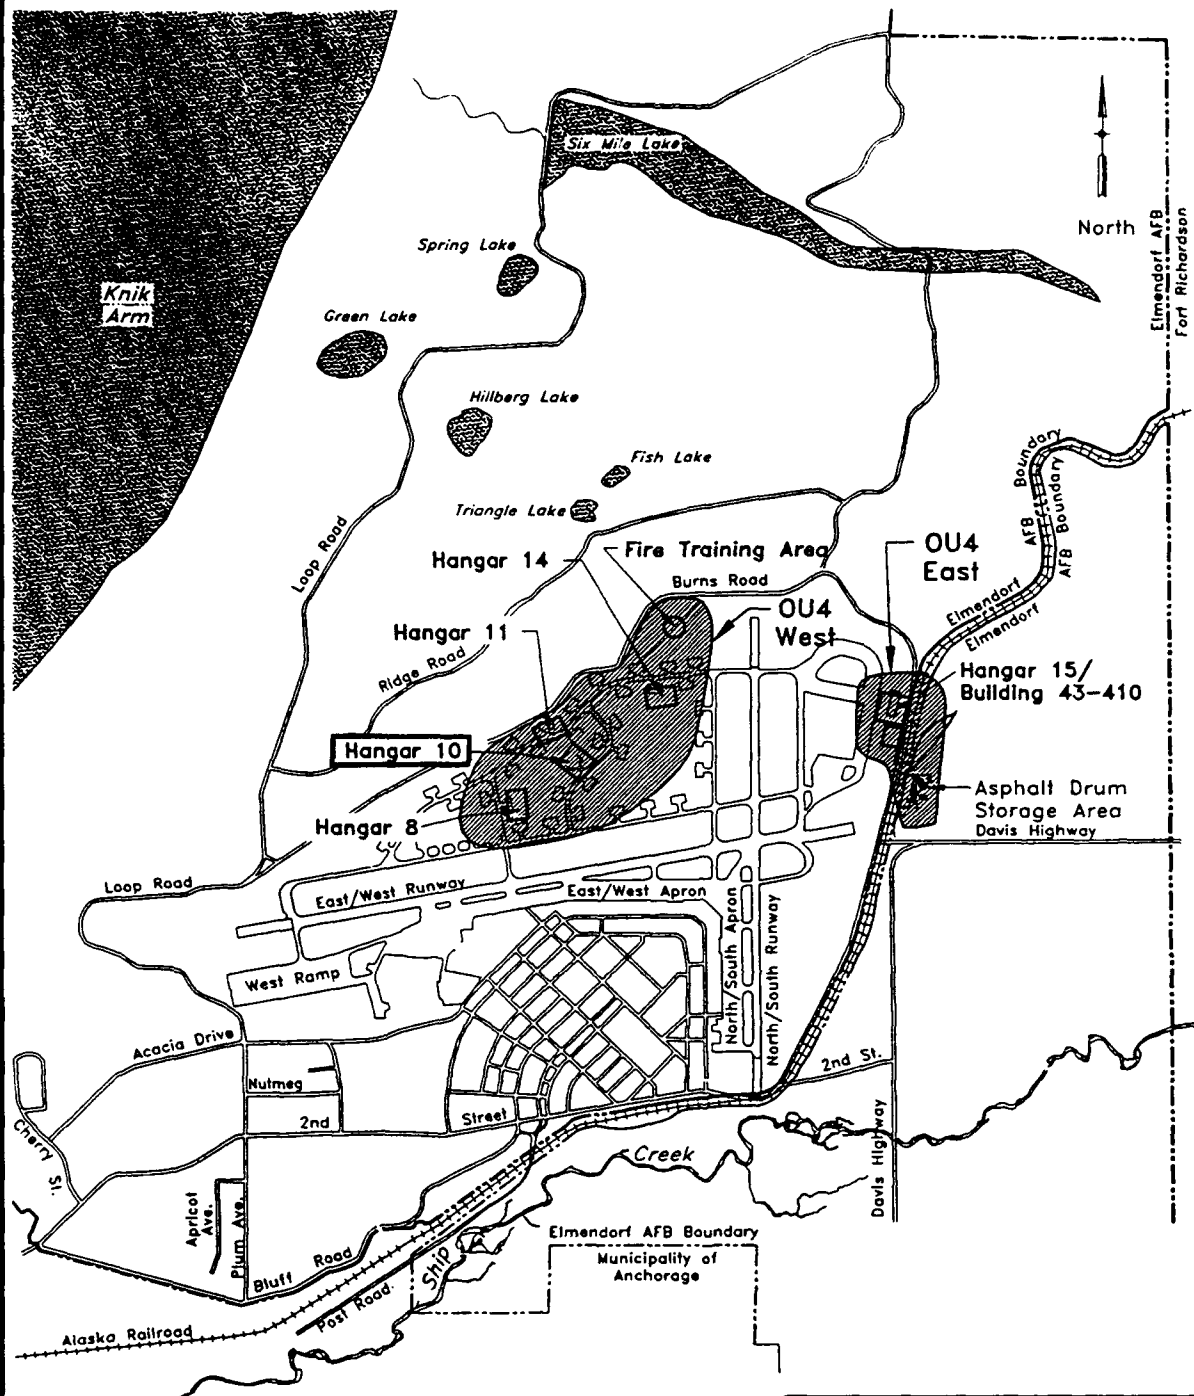 Six Mile Lake
North
Elmendorf AFB
Fort Richardson
Spring Lake
Knik
Arm
Green Lake
Hillberg Lake
Fish Lake
Triangle Lake
AFB Boundary
AFB Boundary
Loop Road
Hangar 14
Fire Training Area
OU4
East
Burns Road
OU4
West
Elmendorf
Elmendorf
Hangar 11
Ridge Road
Hangar 15/
Building 43-410
Hangar 10
Asphalt Drum
Storage Area
Davis Highway
Hangar 8
Loop Road
East/West Runway
East/West Apron
North/South Apron
North/South Runway
West Ramp
Acacia Drive
2nd St.
Nutmeg
2nd
Street
Cherry
St.
Creek
Davis Highway
Apricot
Ave.
Plum Ave.
Elmendorf AFB Boundary
Municipality of
Anchorage
Bluff Road
Ship
Post Road.
Alaska Railroad